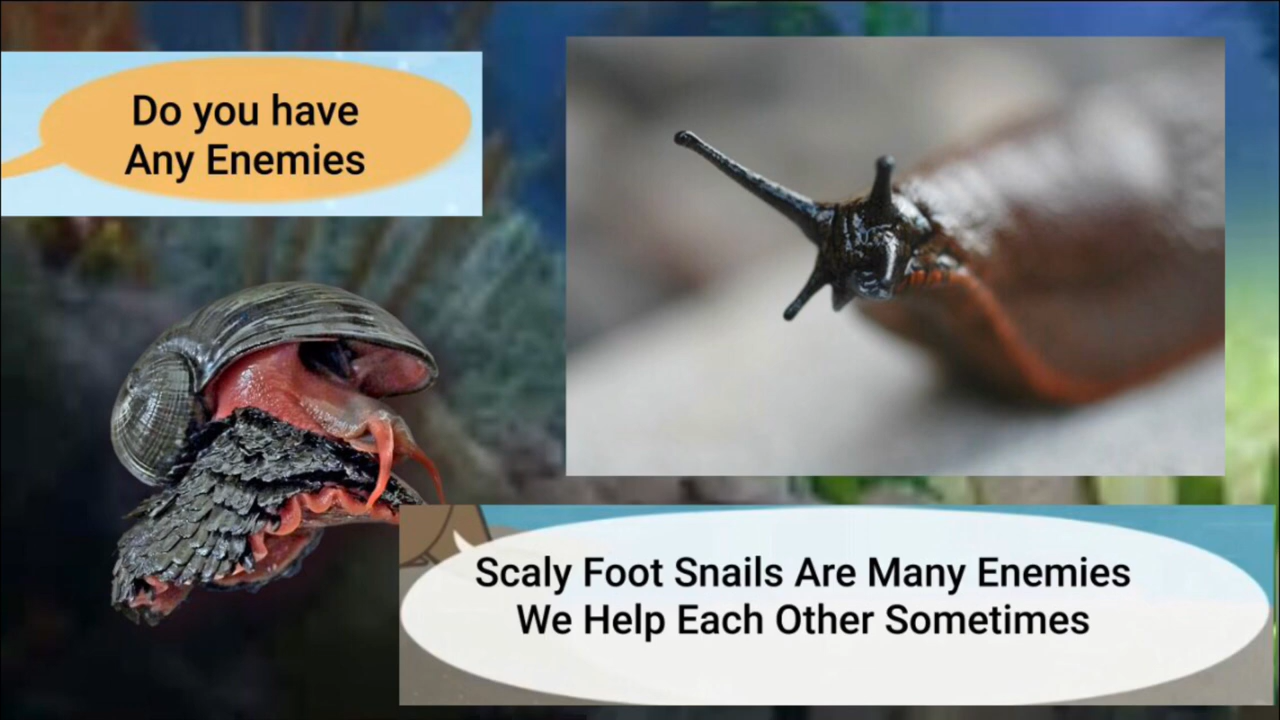 Do you have
Any Enemies
Scaly Foot Snails Are Many Enemies
We Help Each Other Sometimes